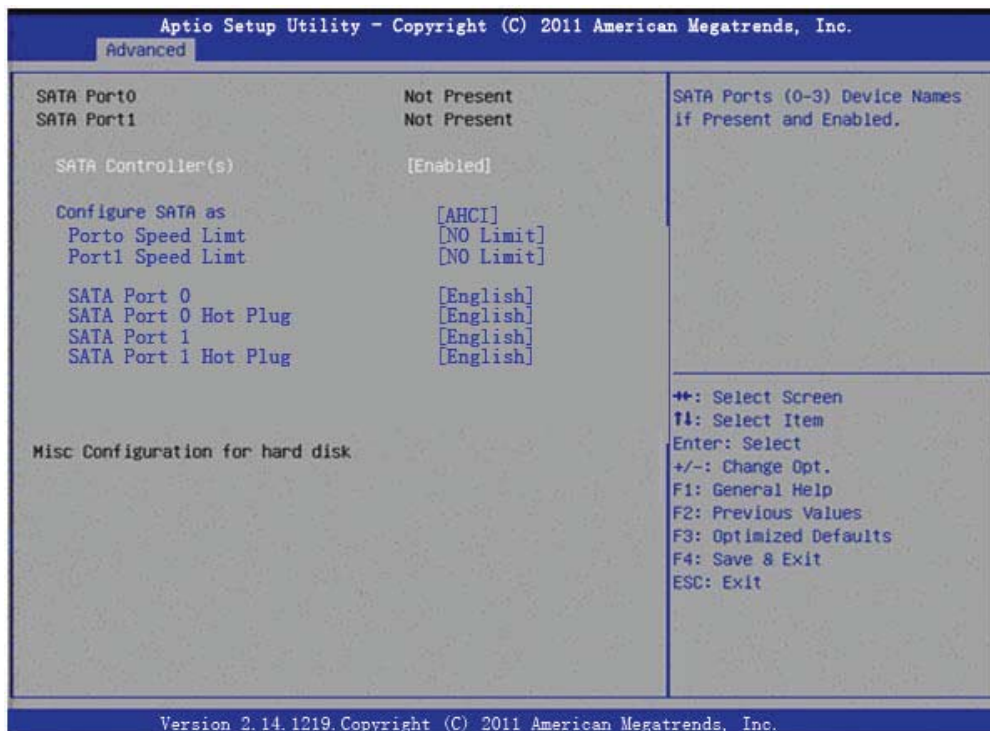 Aptio Setup Utility - Copyright (C) 2011 American Megatrends, Inc.
Advanced
SATA Port0 Not Present
SATA Port1 Not Present
SATA Controller(s) [Enabled]
Configure SATA as [AHCI]
Porto Speed Limt [NO Limit]
Port1 Speed Limt [NO Limit]
SATA Port 0 [English]
SATA Port 0 Hot Plug [English]
SATA Port 1 [English]
SATA Port 1 Hot Plug [English]
Misc Configuration for hard disk
SATA Ports (0-3) Device Names
if Present and Enabled.
→←: Select Screen
↑↓: Select Item
Enter: Select
+/-: Change Opt.
F1: General Help
F2: Previous Values
F3: Optimized Defaults
F4: Save & Exit
ESC: Exit
Version 2.14.1219.Copyright (C) 2011 American Megatrends, Inc.